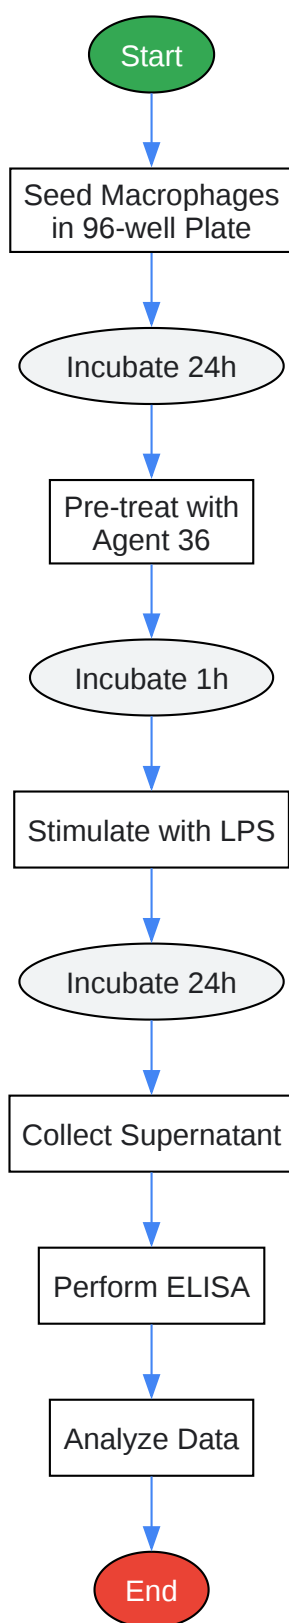 Start
Seed Macrophages
in 96-well Plate
Incubate 24h
Pre-treat with
Agent 36
Incubate 1h
Stimulate with LPS
Incubate 24h
Collect Supernatant
Perform ELISA
Analyze Data
End